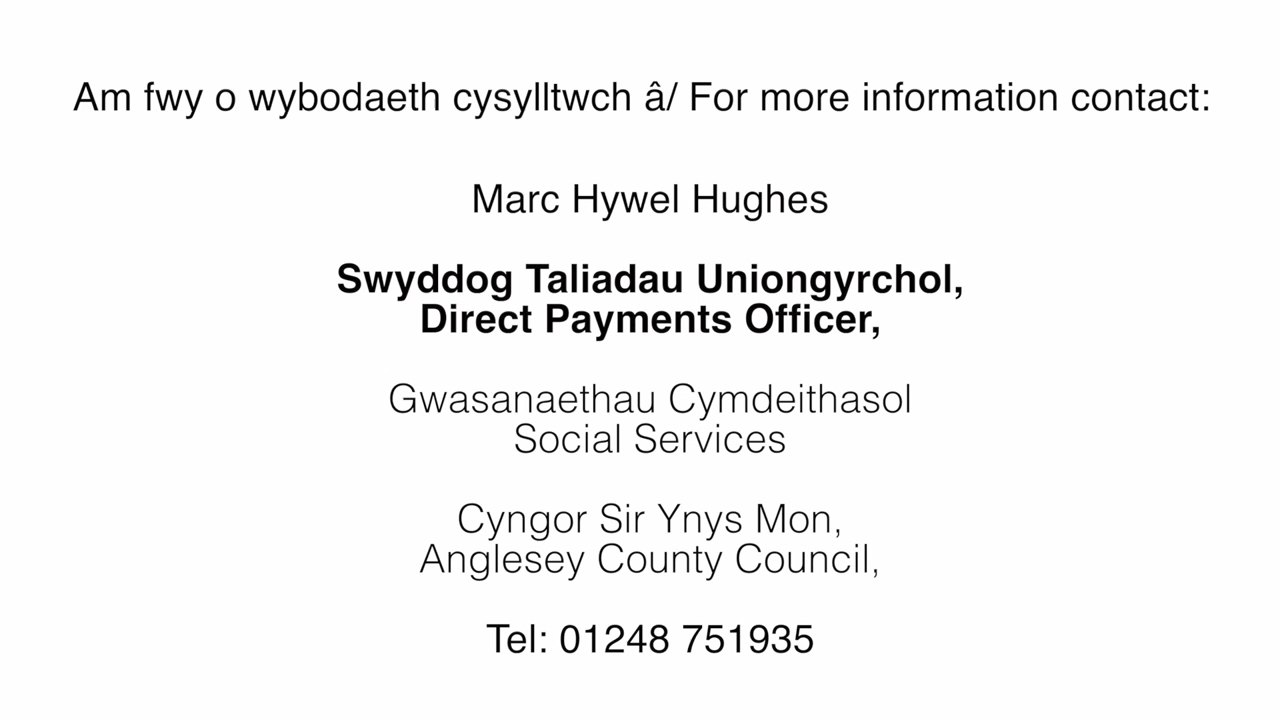 Am fwy o wybodaeth cysylltwch â/ For more information contact:
Marc Hywel Hughes
Swyddog Taliadau Uniongyrchol,
Direct Payments Officer,
Gwasanaethau Cymdeithasol
Social Services
Cyngor Sir Ynys Mon,
Anglesey County Council,
Tel: 01248 751935